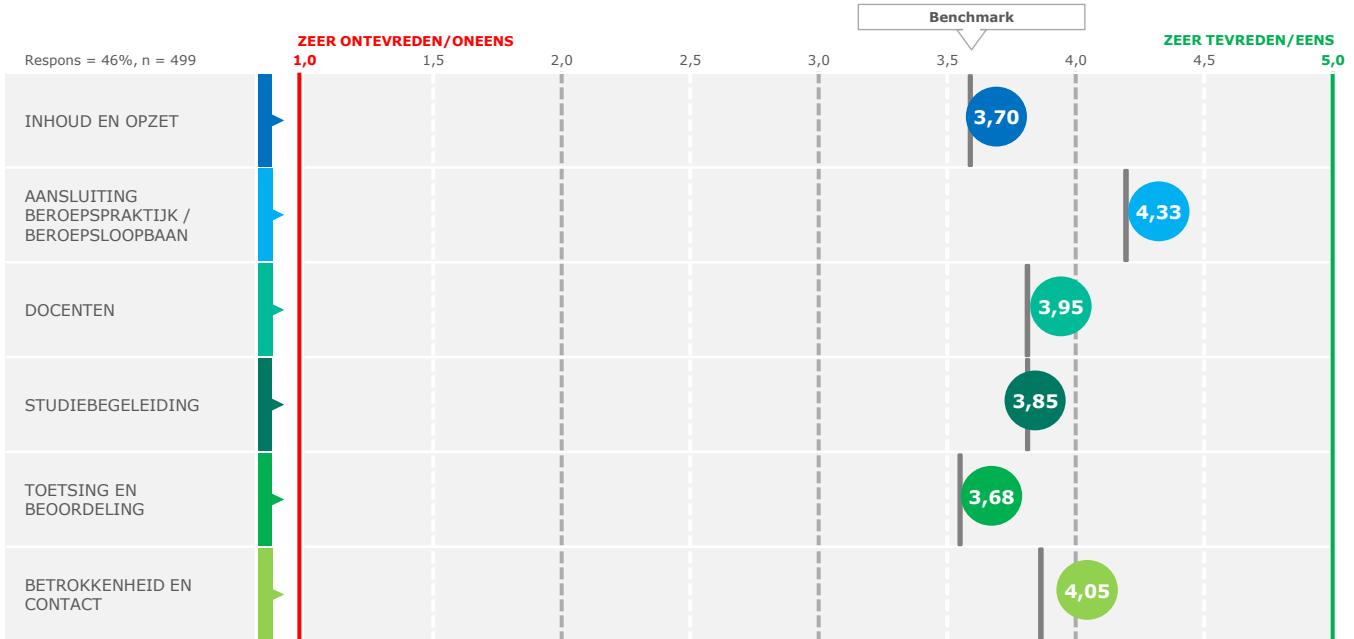 Benchmark
ZEER ONTEVREDEN/ONEENS
ZEER TEVREDEN/EENS
Respons = 46%, n = 499
1,0
1,5
2,0
2,5
3,0
3,5
4,0
4,5
5,0
INHOUD EN OPZET
3,70
AANSLUITING
BEROEPSPRAKTIJK /
BEROEPSLOOPBAAN
4,33
DOCENTEN
3,95
STUDIEBEGELEIDING
3,85
TOETSING EN
BEOORDELING
3,68
BETROKKENHEID EN
CONTACT
4,05